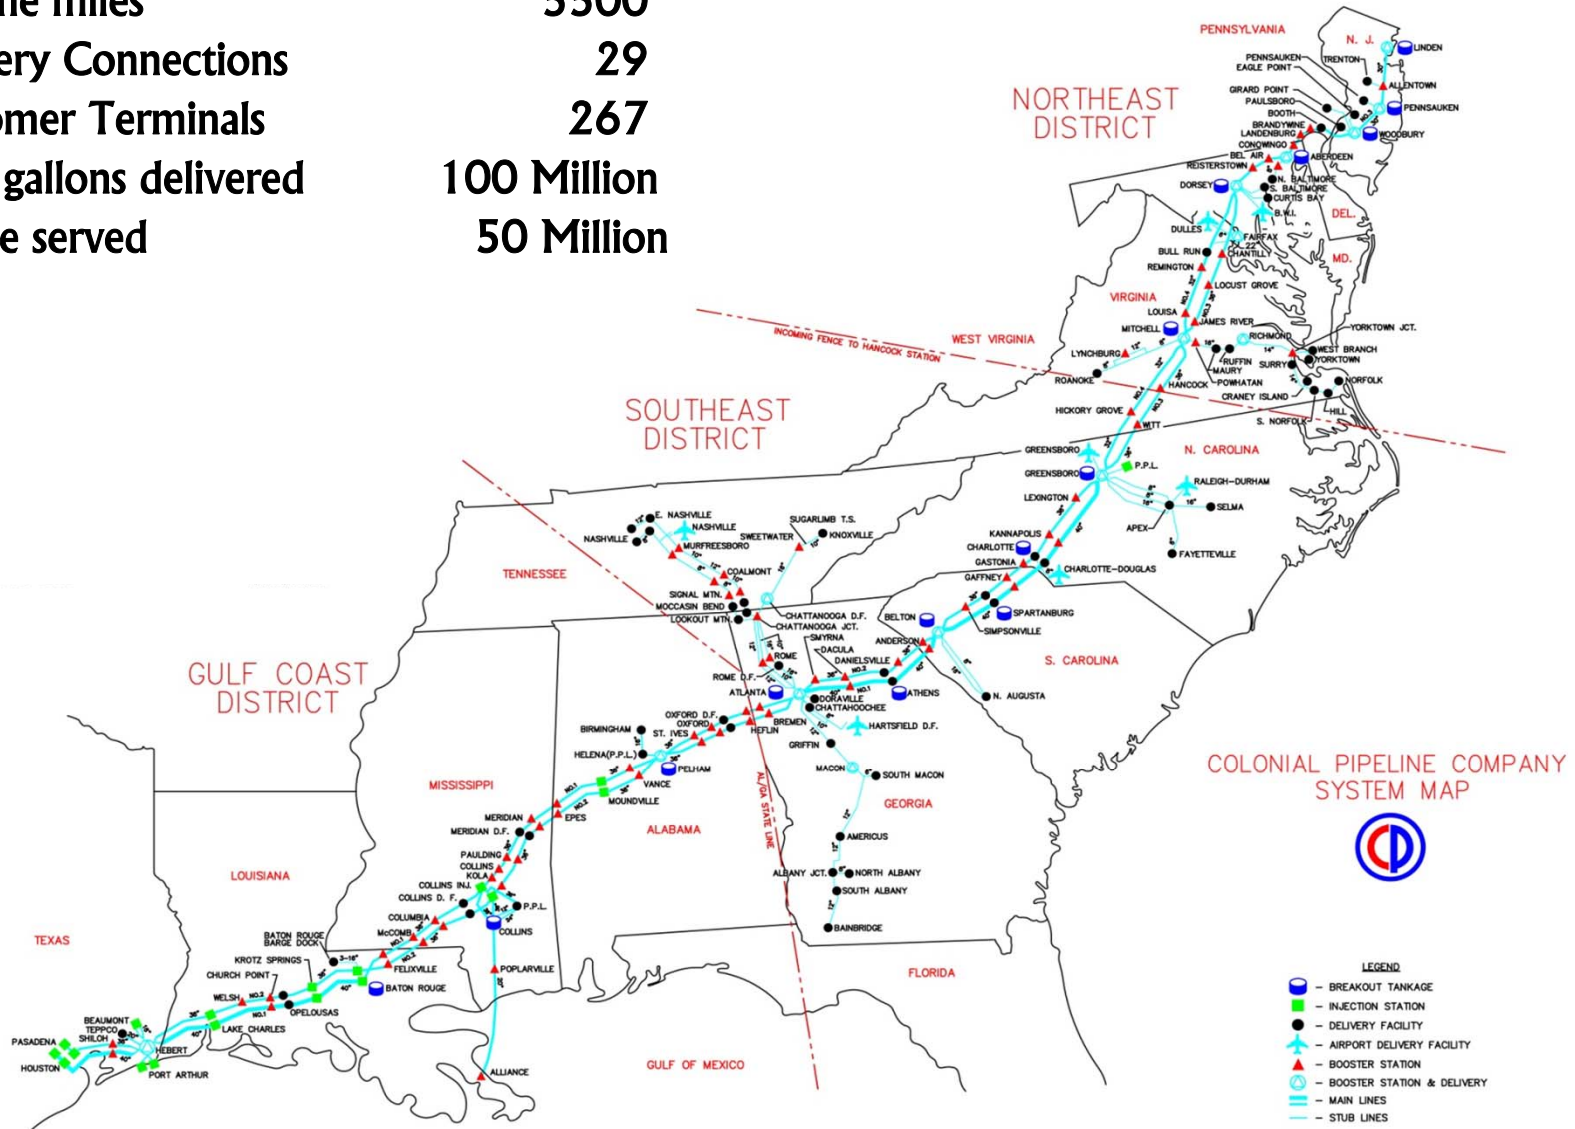 ne miles 5500
ery Connections 29
omer Terminals 267
gallons delivered 100 Million
e served 50 Million
PENNSYLVANIA
N. J.
LINDEN
PENNSAUKEN
TRENTON
EAGLE POINT
ALLENTOWN
GIRARD POINT
PAULSBORO
PENNSAUKEN
BOOTH
BRANDYWINE
LANDENBURG
WOODBURY
CONOWINGO
BEL AIR
ABERDEEN
REISTERSTOWN
NORTHEAST
DISTRICT
DORSEY
N. BALTIMORE
S. BALTIMORE
CURTIS BAY
B.W.I.
DEL.
DULLES
FAIRFAX
22"
BULL RUN
CHANTILLY
MD.
REMINGTON
LOCUST GROVE
VIRGINIA
LOUISA
JAMES RIVER
MITCHELL
RICHMOND
YORKTOWN JCT.
WEST VIRGINIA
INCOMING FENCE TO HANCOCK STATION
LYNCHBURG
WEST BRANCH
YORKTOWN
RUFFIN
SURRY
MAURY
ROANOKE
HANCOCK
POWHATAN
NORFOLK
CRANEY ISLAND
HICKORY GROVE
HILL
S. NORFOLK
WITT
SOUTHEAST
DISTRICT
GREENSBORO
N. CAROLINA
GREENSBORO
P.P.L.
RALEIGH-DURHAM
LEXINGTON
SELMA
APEX
FAYETTEVILLE
E. NASHVILLE
NASHVILLE
NASHVILLE
SUGARLIMB T.S.
SWEETWATER
KNOXVILLE
MURFREESBORO
KANNAPOLIS
CHARLOTTE
GASTONIA
CHARLOTTE-DOUGLAS
GAFFNEY
TENNESSEE
COALMONT
SIGNAL MTN.
MOCCASIN BEND
LOOKOUT MTN.
CHATTANOOGA D.F.
CHATTANOOGA JCT.
BELTON
SPARTANBURG
SIMPSONVILLE
SMYRNA
DACULA
ANDERSON
DANIELSVILLE
ROME
ROME D.F.
S. CAROLINA
GULF COAST
DISTRICT
ATLANTA
ATHENS
N. AUGUSTA
DORAVILLE
CHATTAHOOCHEE
OXFORD D.F.
OXFORD
BREMEN
HARTSFIELD D.F.
BIRMINGHAM
ST. IVES
HEFLIN
GRIFFIN
HELENA(P.P.L.)
PELHAM
MACON
SOUTH MACON
VANCE
MISSISSIPPI
MOUNDVILLE
AL/GA STATE LINE
GEORGIA
COLONIAL PIPELINE COMPANY
SYSTEM MAP
MERIDIAN
EPES
MERIDIAN D.F.
ALABAMA
AMERICUS
PAULDING
COLLINS
KOLA
COLLINS INJ.
COLLINS D. F.
ALBANY JCT.
NORTH ALBANY
SOUTH ALBANY
LOUISIANA
P.P.L.
COLUMBIA
COLLINS
BAINBRIDGE
McCOMB
TEXAS
BATON ROUGE
BARGE DOCK
KROTZ SPRINGS
3-16"
FELIXVILLE
POPLARVILLE
FLORIDA
CHURCH POINT
BATON ROUGE
WELSH
OPELOUSAS
BEAUMONT
TEPPCO
LAKE CHARLES
PASADENA
SHILOH
HEBERT
HOUSTON
PORT ARTHUR
ALLIANCE
GULF OF MEXICO
LEGEND
- BREAKOUT TANKAGE
- INJECTION STATION
- DELIVERY FACILITY
- AIRPORT DELIVERY FACILITY
- BOOSTER STATION
- BOOSTER STATION & DELIVERY
- MAIN LINES
- STUB LINES